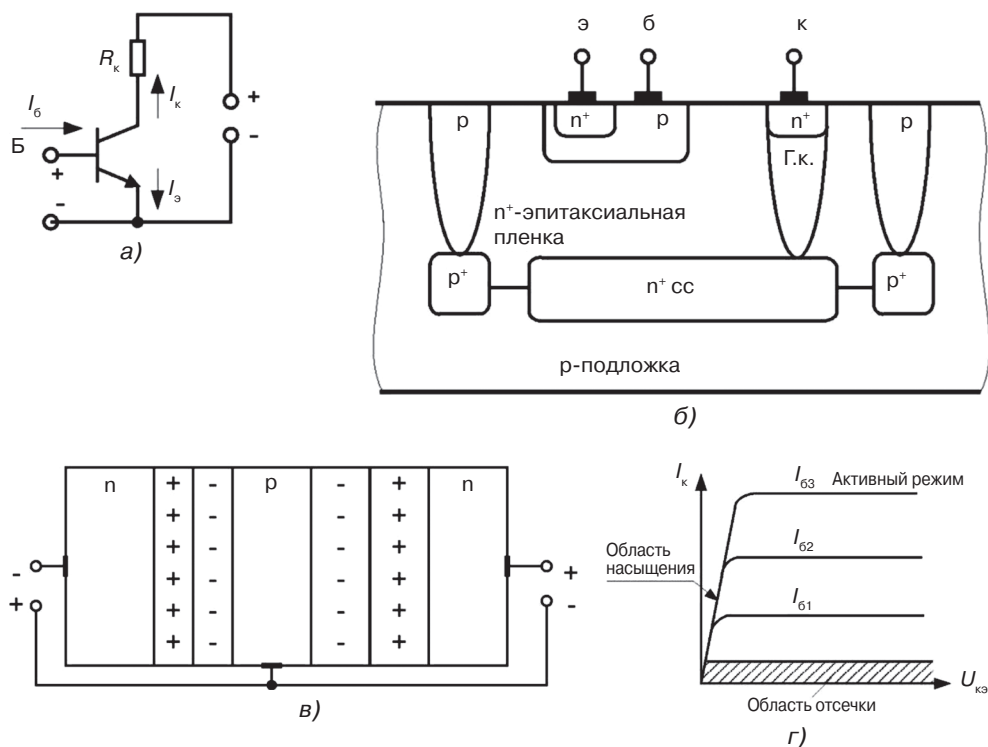 Rк
Iк
Iб
Б
+
-
+
-
Iэ
а)
э б к
p n+ p n+ p
Г.к.
n+-эпитаксиальная
пленка
p+ n+ cc p+
p-подложка
б)
n + - p - + n
+ - - +
+ - - +
+ - - +
+ - - +
+ - - +
- +
+ -
в)
Iк
Iб3 Активный режим
Iб2
Область
насыщения
Iб1
Uкэ
Область отсечки
г)